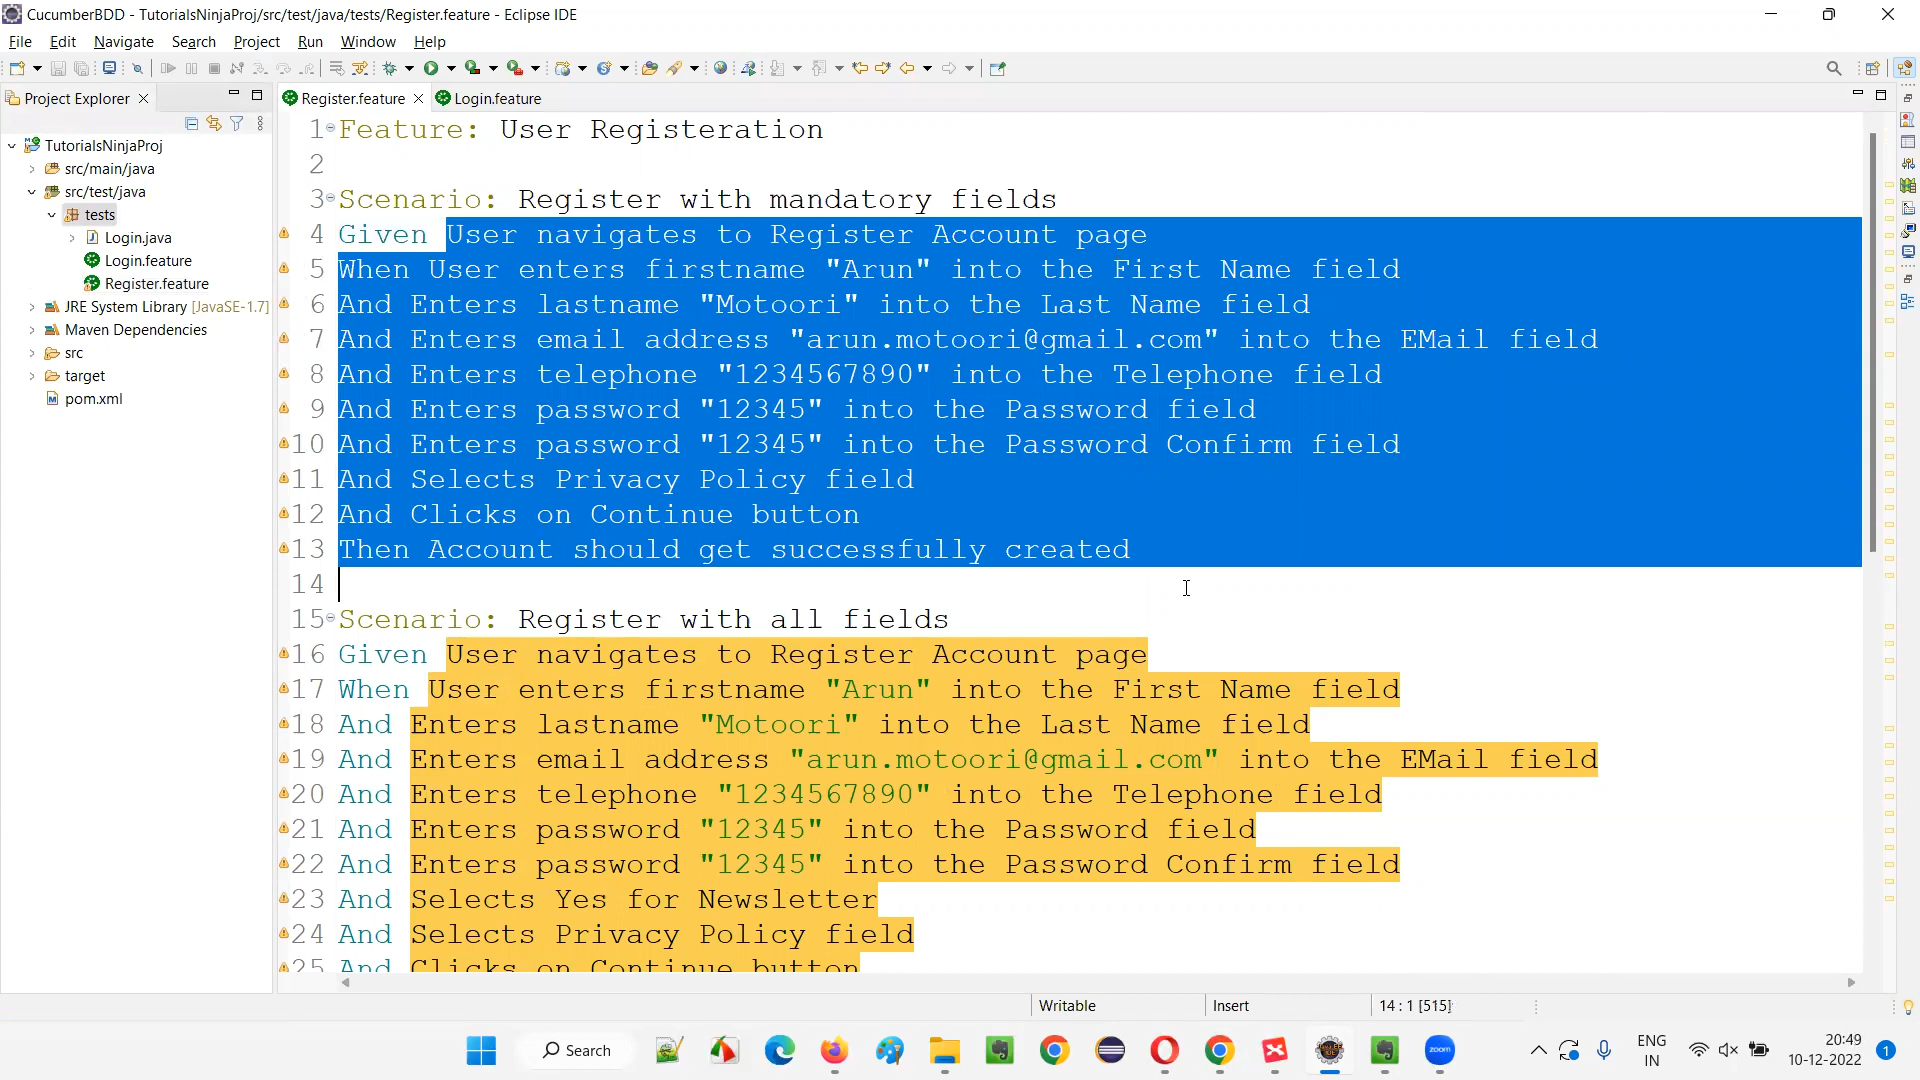 CucumberBDD - TutorialsNinjaProj/src/test/java/tests/Register.feature - Eclipse IDE
File Edit Navigate Search Project Run Window Help
Project Explorer
Register.feature
Login.feature
TutorialsNinjaProj
src/main/java
src/test/java
tests
Login.java
Login.feature
Register.feature
JRE System Library [JavaSE-1.7]
Maven Dependencies
src
target
pom.xml
1 Feature: User Registeration
2
3 Scenario: Register with mandatory fields
4 Given User navigates to Register Account page
5 When User enters firstname "Arun" into the First Name field
6 And Enters lastname "Motoori" into the Last Name field
7 And Enters email address "arun.motoori@gmail.com" into the EMail field
8 And Enters telephone "1234567890" into the Telephone field
9 And Enters password "12345" into the Password field
10 And Enters password "12345" into the Password Confirm field
11 And Selects Privacy Policy field
12 And Clicks on Continue button
13 Then Account should get successfully created
14
15 Scenario: Register with all fields
16 Given User navigates to Register Account page
17 When User enters firstname "Arun" into the First Name field
18 And Enters lastname "Motoori" into the Last Name field
19 And Enters email address "arun.motoori@gmail.com" into the EMail field
20 And Enters telephone "1234567890" into the Telephone field
21 And Enters password "12345" into the Password field
22 And Enters password "12345" into the Password Confirm field
23 And Selects Yes for Newsletter
24 And Selects Privacy Policy field
25 And Clicks on Continue button
Writable Insert 14 : 1 [515]
Search
zoom
ENG
IN
20:49
10-12-2022
1